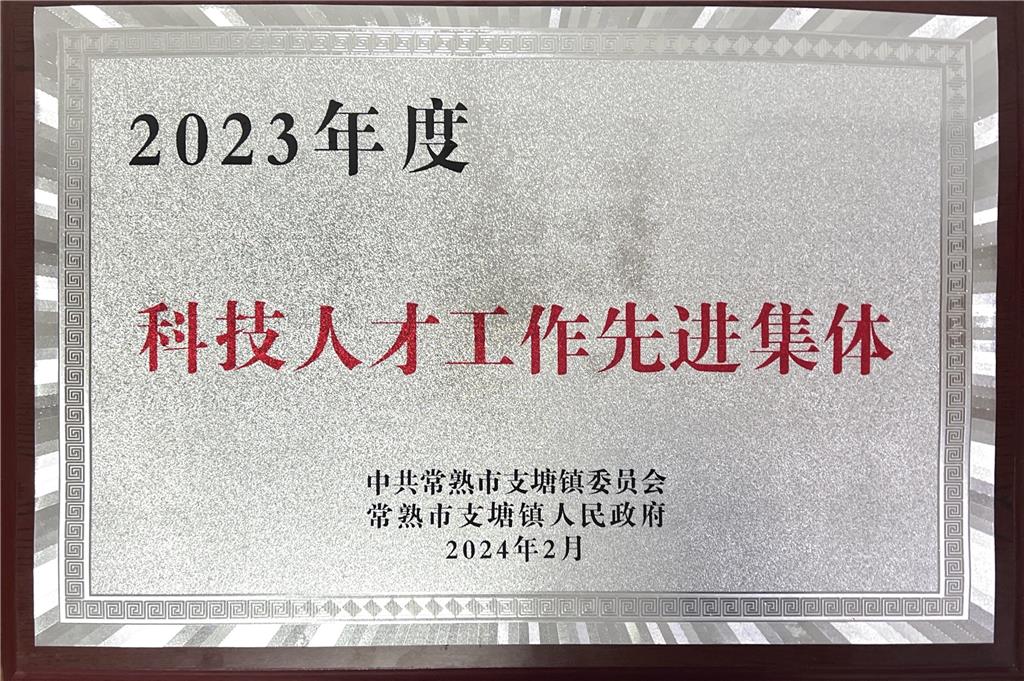 2023年度
科技人才工作先进集体
中共常熟市支塘镇委员会
常熟市支塘镇人民政府
2024年2月